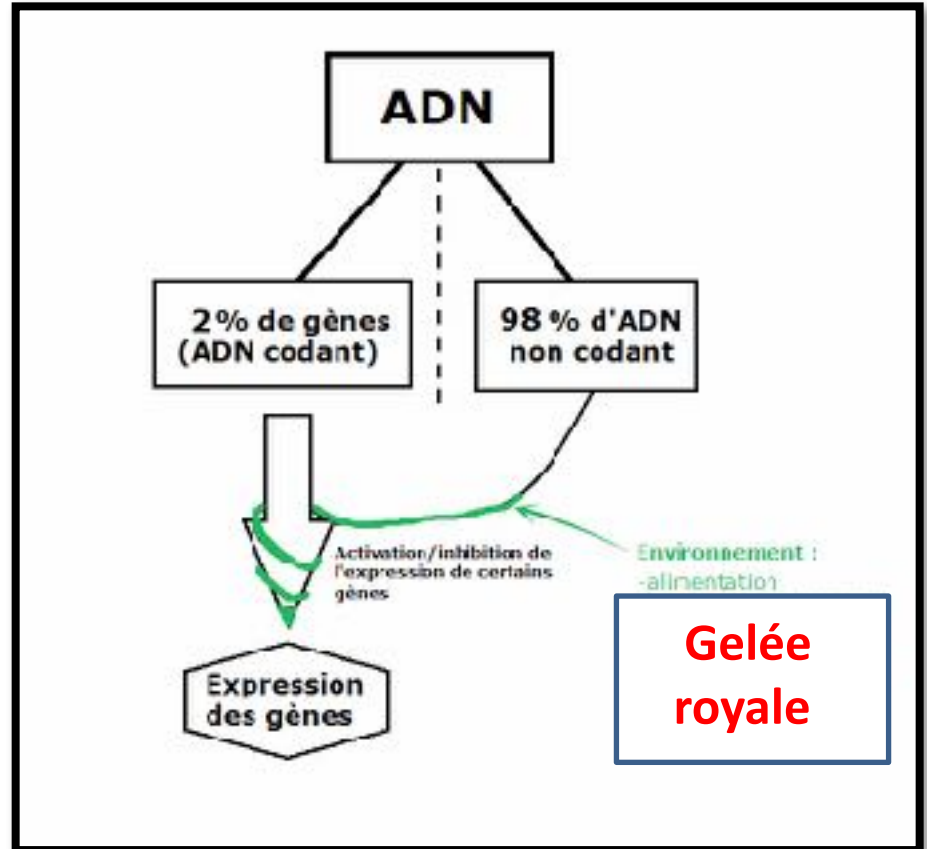 ADN
2% de gènes
(ADN codant)
98 % d'ADN
non codant
Activation/inhibition de
l'expression de certains
gènes
Environnement :
-alimentation
Gelée
royale
Expression
des gènes